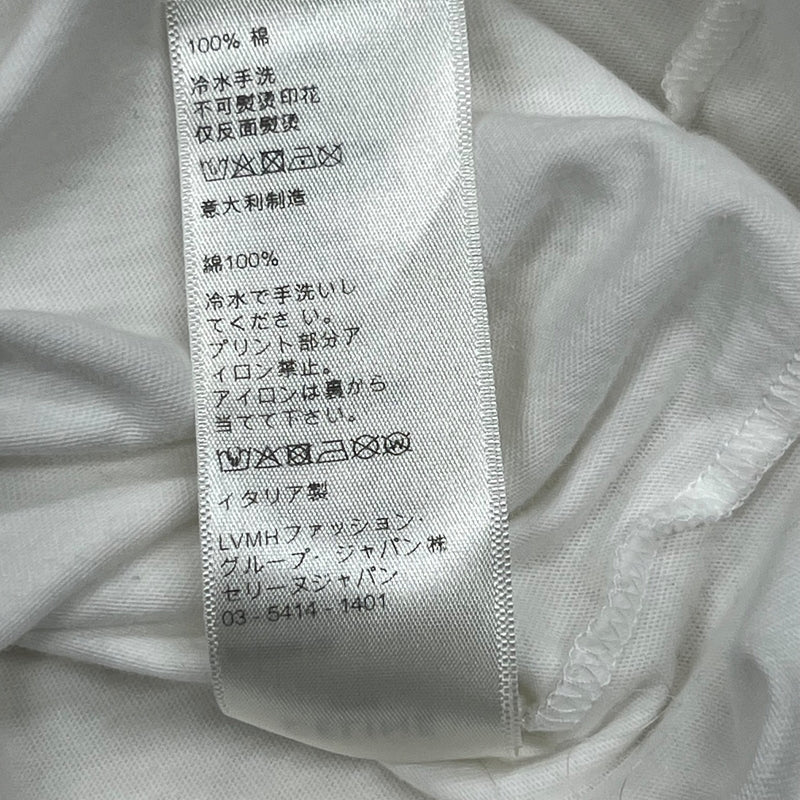 100% 棉
冷水手洗
不可熨烫印花
仅反面熨烫
意大利制造
綿100%
冷水で手洗いし
てくださ い。
プリント部分ア
イロン禁止。
アイロンは裏から
当てて下さい。
W
イタリア製
LVMHファッション・
グループ・ジャパン株
セリーヌジャパン
03 - 5414 - 1401